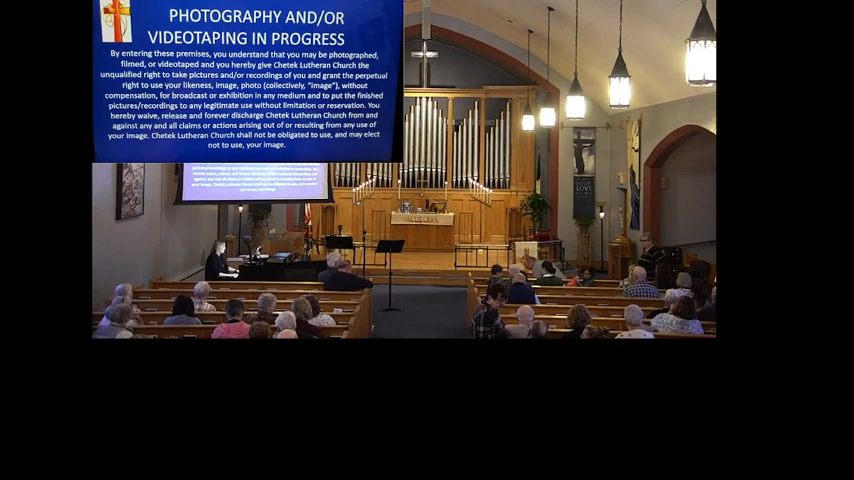 PHOTOGRAPHY AND/OR
VIDEOTAPING IN PROGRESS
By entering these premises, you understand that you may be photographed,
filmed, or videotaped and you hereby give Chetek Lutheran Church the
unqualified right to take pictures and/or recordings of you and grant the perpetual
right to use your likeness, image, photo (collectively, "image"), without
compensation, for broadcast or exhibition in any medium and to put the finished
pictures/recordings to any legitimate use without limitation or reservation. You
hereby waive, release and forever discharge Chetek Lutheran Church from and
against any and all claims or actions arising out of or resulting from any use of
your image. Chetek Lutheran Church shall not be obligated to use, and may elect
not to use, your image.
LOVE